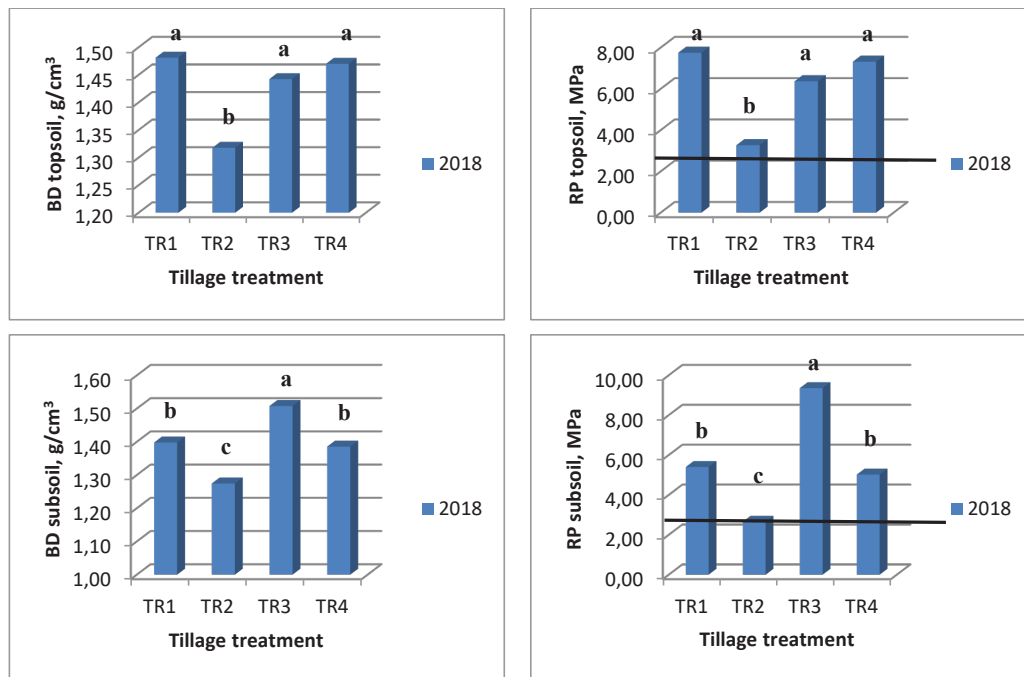 BD topsoil, g/cm³
1,50
1,45
1,40
1,35
1,30
1,25
1,20
a
b
a
a
TR1 TR2 TR3 TR4
Tillage treatment
2018
RP topsoil, MPa
8,00
6,00
4,00
2,00
0,00
a
b
a
a
TR1 TR2 TR3 TR4
Tillage treatment
2018
BD subsoil, g/cm³
1,60
1,50
1,40
1,30
1,20
1,10
1,00
b
c
a
b
TR1 TR2 TR3 TR4
Tillage treatment
2018
RP subsoil, MPa
10,00
8,00
6,00
4,00
2,00
0,00
b
c
a
b
TR1 TR2 TR3 TR4
Tillage treatment
2018